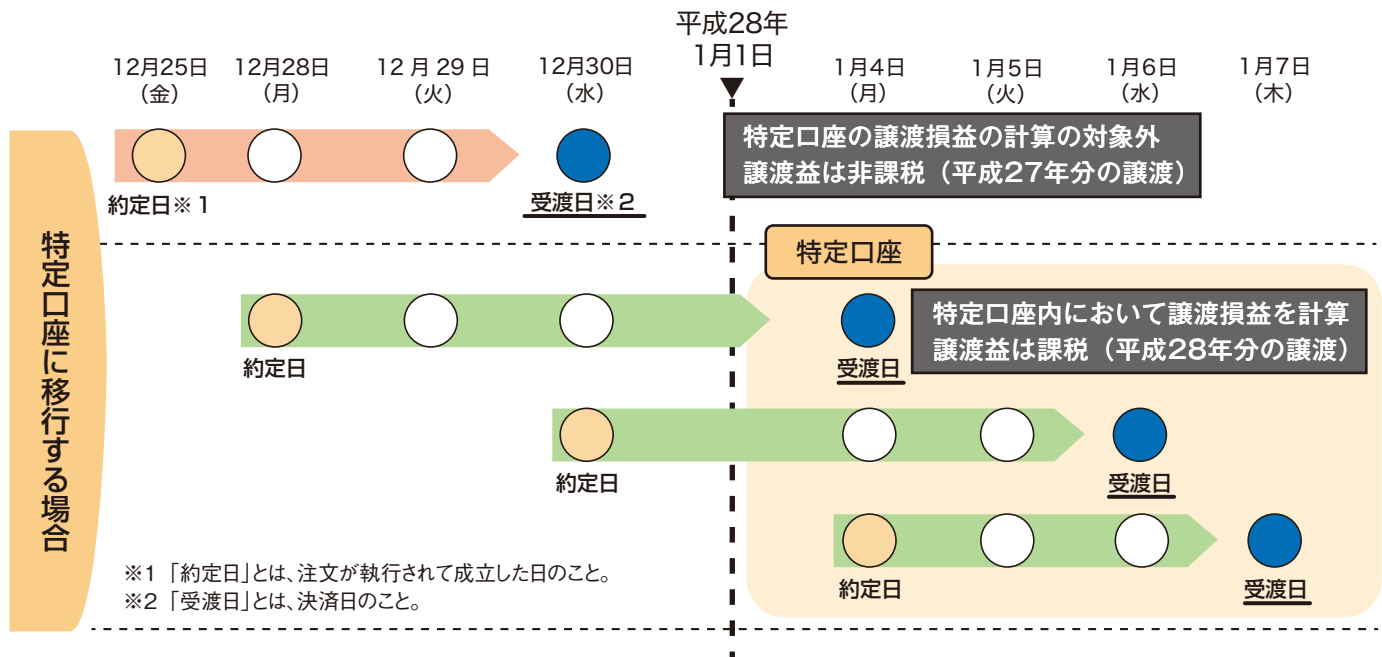 平成28年
1月1日
12月25日
（金）
12月28日
（月）
12月29日
（火）
12月30日
（水）
1月4日
（月）
1月5日
（火）
1月6日
（水）
1月7日
（木）
特定口座に移行する場合
約定日※1
受渡日※2
特定口座の譲渡損益の計算の対象外
譲渡益は非課税（平成27年分の譲渡）
特定口座
約定日
受渡日
特定口座内において譲渡損益を計算
譲渡益は課税（平成28年分の譲渡）
約定日
受渡日
約定日
受渡日
※1「約定日」とは、注文が執行されて成立した日のこと。
※2「受渡日」とは、決済日のこと。